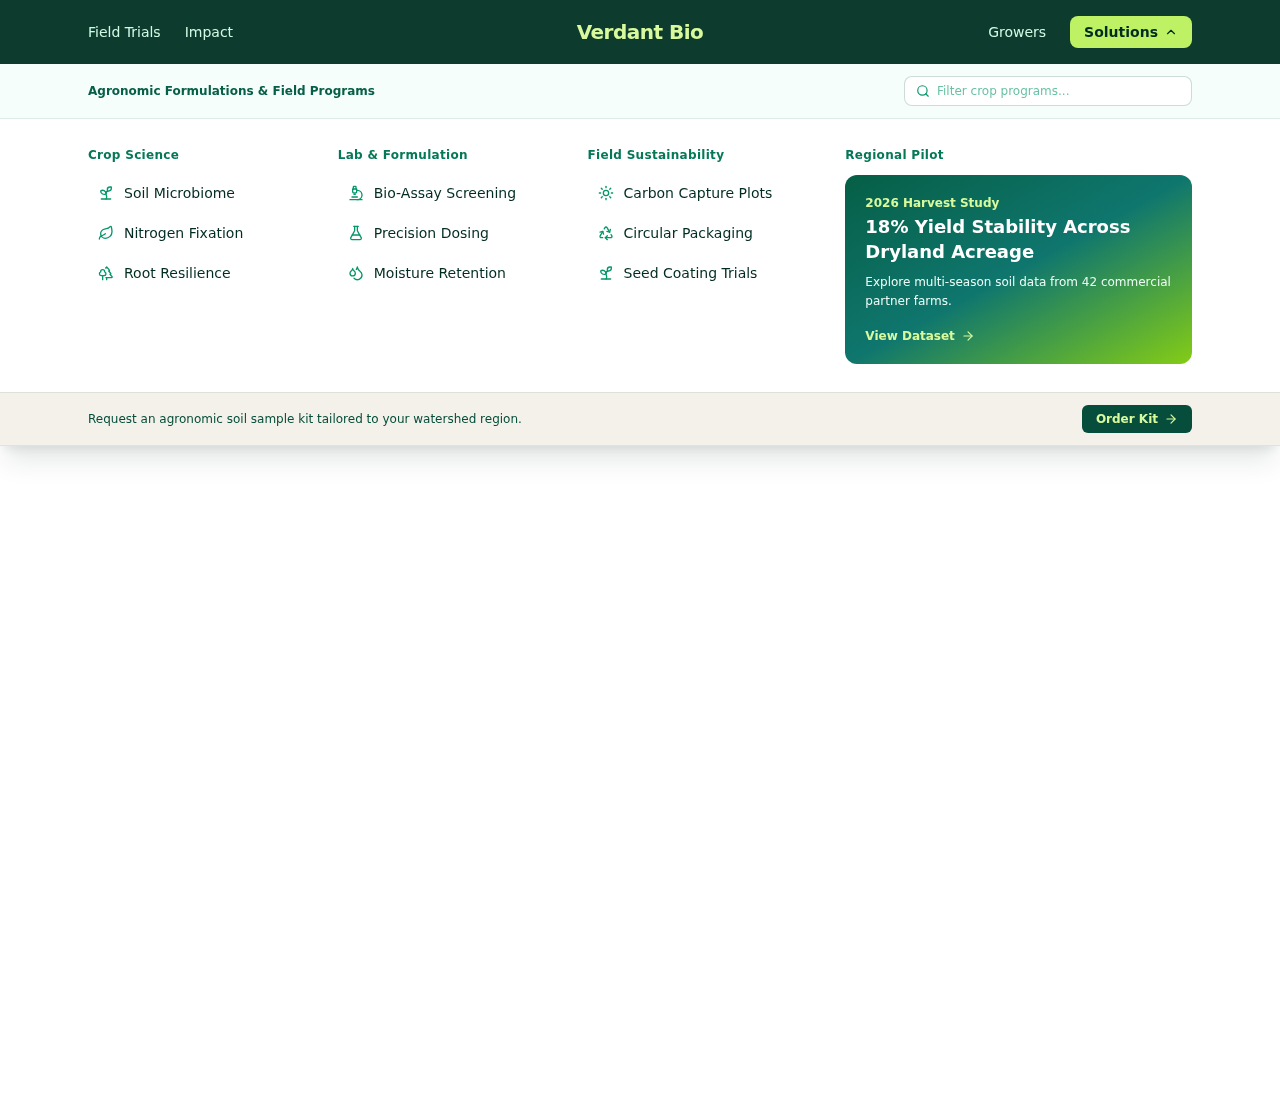 Field Trials
Impact
Verdant Bio
Growers
Solutions
Agronomic Formulations & Field Programs
Filter crop programs...
Crop Science
Soil Microbiome
Nitrogen Fixation
Root Resilience
Lab & Formulation
Bio-Assay Screening
Precision Dosing
Moisture Retention
Field Sustainability
Carbon Capture Plots
Circular Packaging
Seed Coating Trials
Regional Pilot
2026 Harvest Study
18% Yield Stability Across
Dryland Acreage
Explore multi-season soil data from 42 commercial
partner farms.
View Dataset
Request an agronomic soil sample kit tailored to your watershed region.
Order Kit